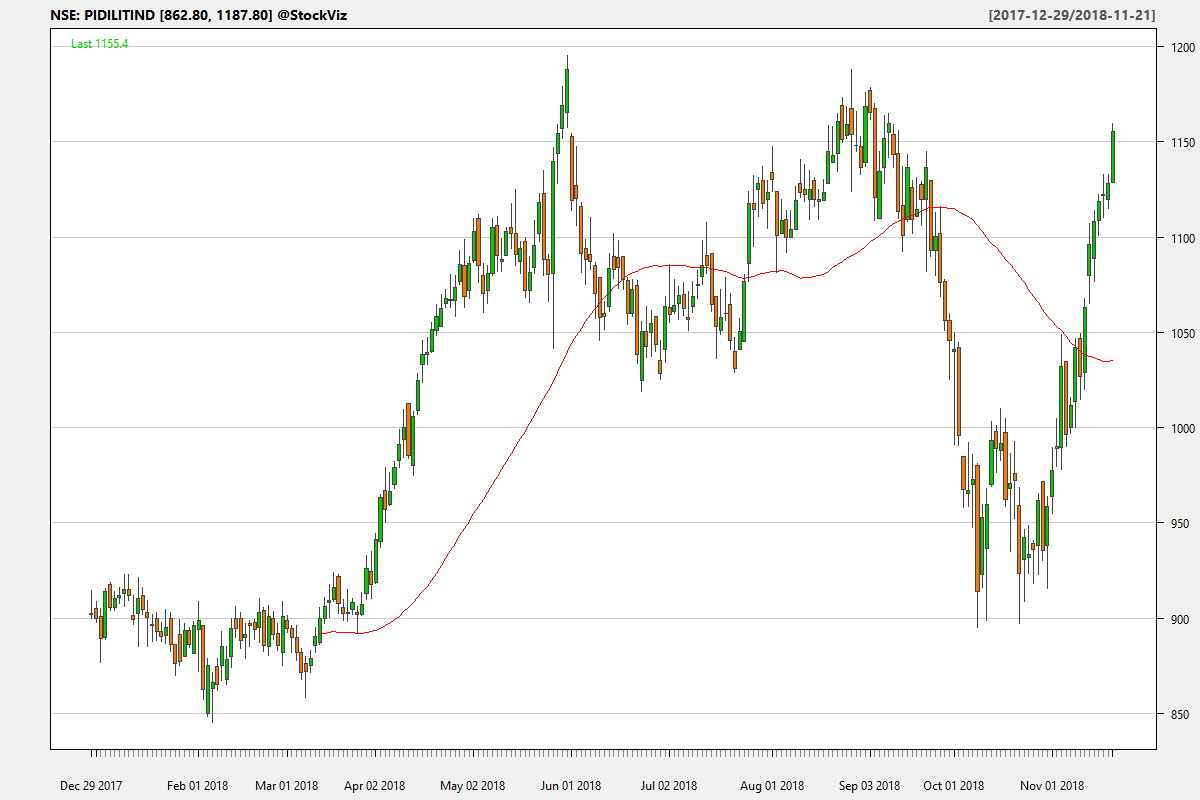 NSE: PIDILITIND [862.80, 1187.80] @StockViz [2017-12-29/2018-11-21]
Last 1155.4
1200
1150
1100
1050
1000
950
900
850
Dec 29 2017 Feb 01 2018 Mar 01 2018 Apr 02 2018 May 02 2018 Jun 01 2018 Jul 02 2018 Aug 01 2018 Sep 03 2018 Oct 01 2018 Nov 01 2018